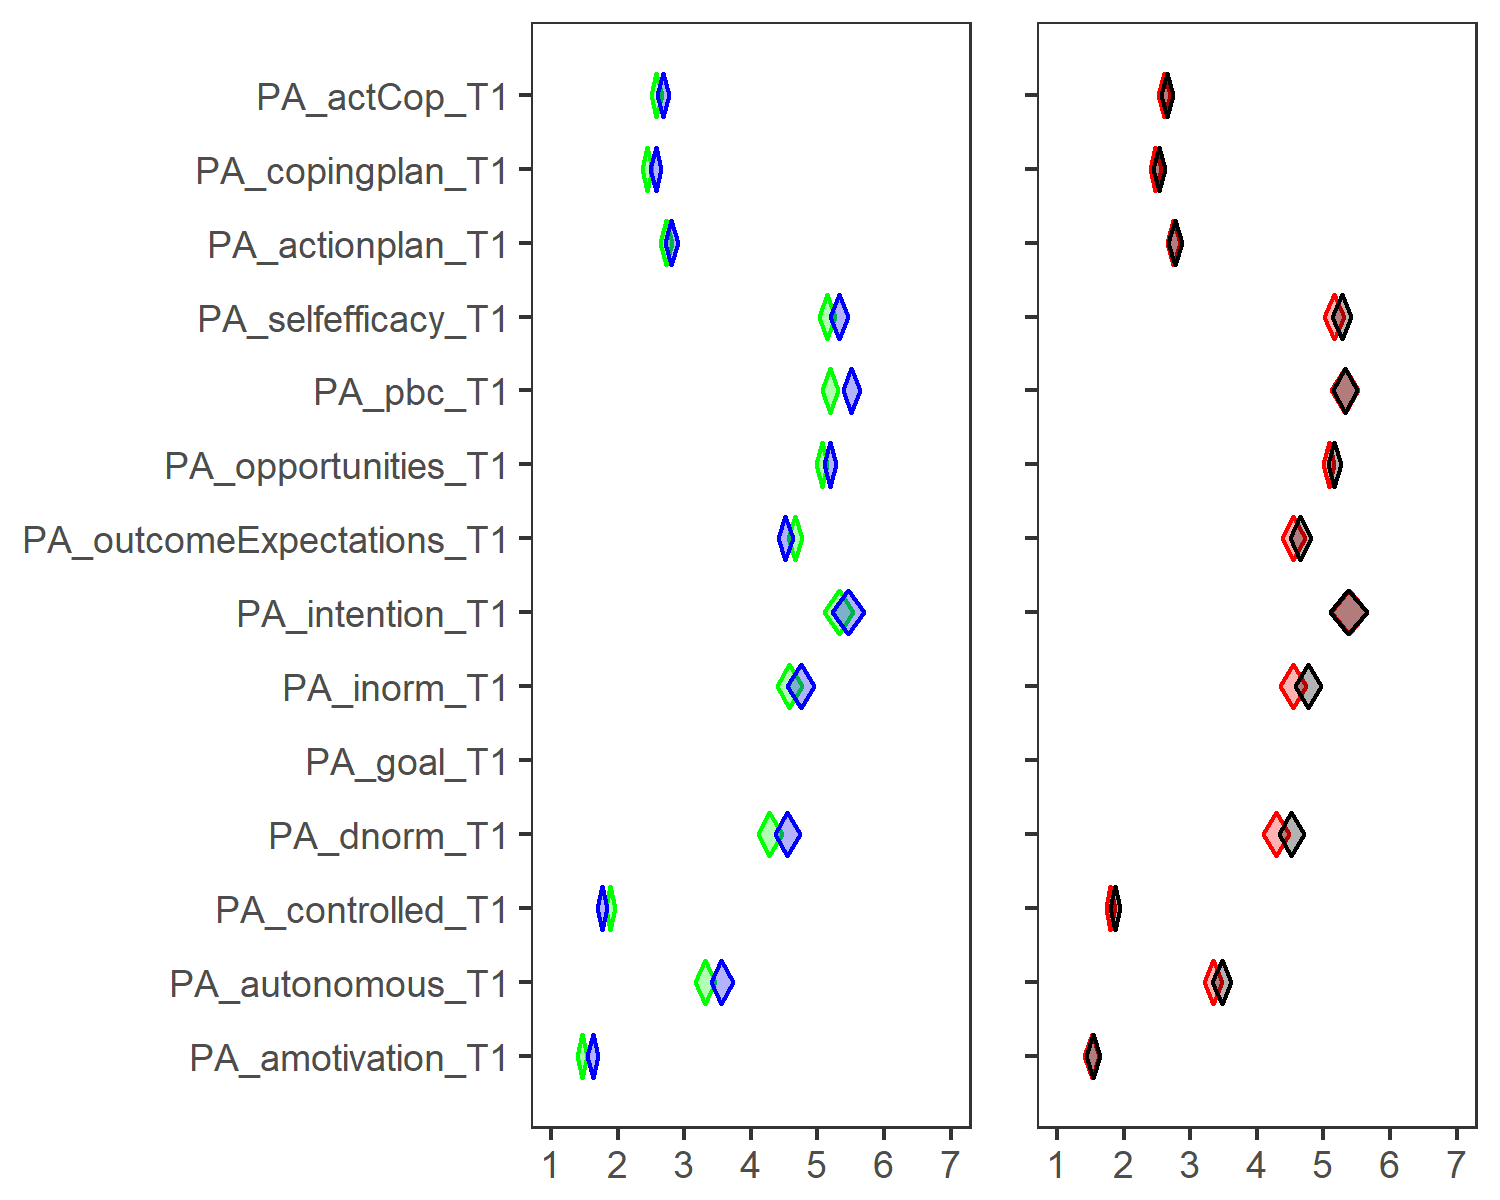 PA_actCop_T1
PA_copingplan_T1
PA_actionplan_T1
PA_selfefficacy_T1
PA_pbc_T1
PA_opportunities_T1
PA_outcomeExpectations_T1
PA_intention_T1
PA_inorm_T1
PA_goal_T1
PA_dnorm_T1
PA_controlled_T1
PA_autonomous_T1
PA_amotivation_T1
1 2 3 4 5 6 7 1 2 3 4 5 6 7